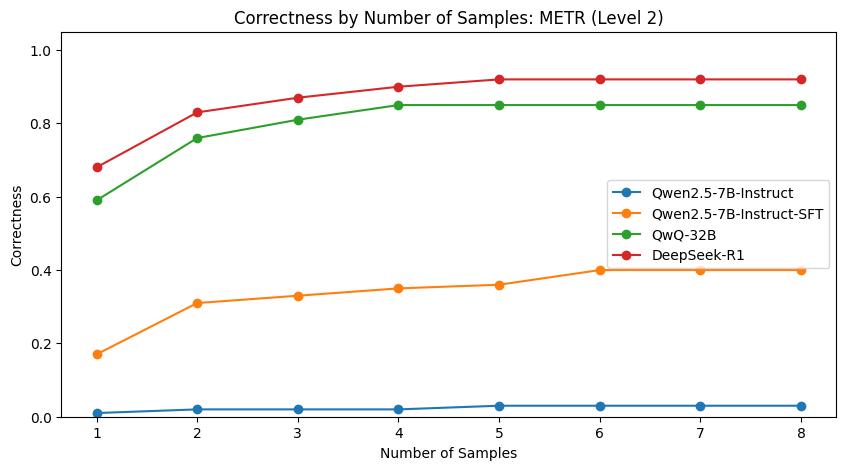 Correctness by Number of Samples: METR (Level 2)
1.0
0.8
0.6
0.4
0.2
0.0
Correctness
Qwen2.5-7B-Instruct
Qwen2.5-7B-Instruct-SFT
QwQ-32B
DeepSeek-R1
1 2 3 4 5 6 7 8
Number of Samples